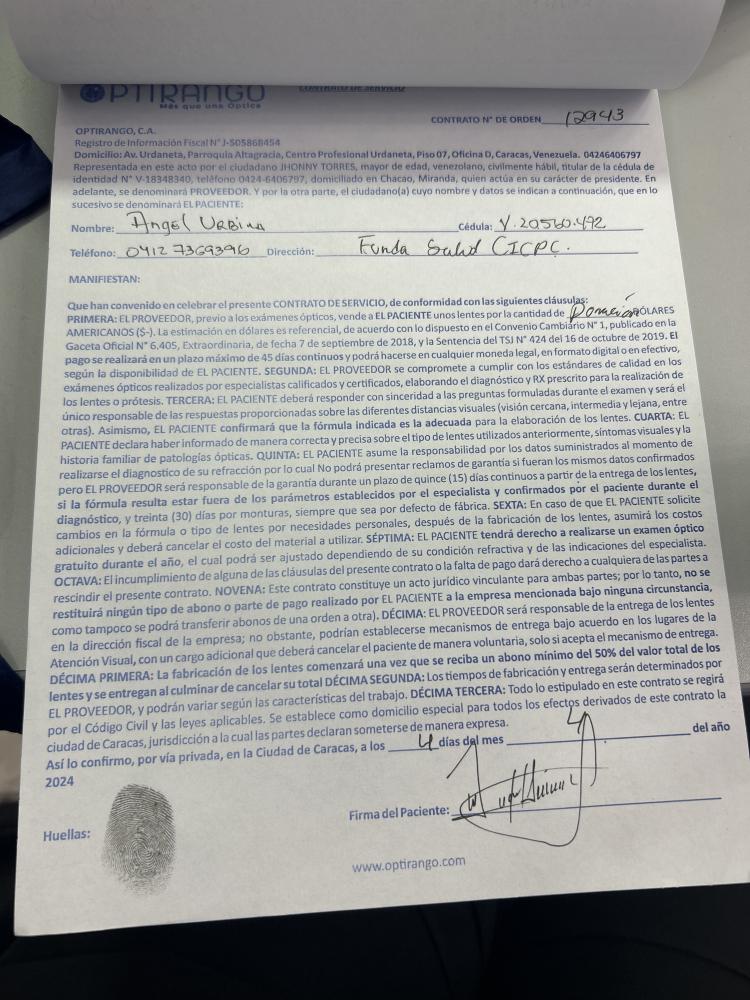 OPTIRANGO
Más que una Óptica
CONTRATO DE SERVICIO
CONTRATO N° DE ORDEN 12943
OPTIRANGO, C.A.
Registro de Información Fiscal N° J-505868454
Domicilio: Av. Urdaneta, Parroquia Altagracia, Centro Profesional Urdaneta, Piso 07, Oficina D, Caracas, Venezuela. 04246406797
Representada en este acto por el ciudadano JHONNY TORRES, mayor de edad, venezolano, civilmente hábil, titular de la cédula de
identidad N° V-18348340, teléfono 0424-6406797, domiciliado en Chacao, Miranda, quien actúa en su carácter de presidente. En
adelante, se denominará PROVEEDOR. Y por la otra parte, el ciudadano(a) cuyo nombre y datos se indican a continuación, que en lo
sucesivo se denominará EL PACIENTE:
Nombre: Angel Urbina Cédula: V.20560.492
Teléfono: 0412 7369396 Dirección: Funda Salud CICPC.
MANIFIESTAN:
Que han convenido en celebrar el presente CONTRATO DE SERVICIO, de conformidad con las siguientes cláusulas:
PRIMERA: EL PROVEEDOR, previo a los exámenes ópticos, vende a EL PACIENTE unos lentes por la cantidad de Donación DÓLARES
AMERICANOS ($-). La estimación en dólares es referencial, de acuerdo con lo dispuesto en el Convenio Cambiario N° 1, publicado en la
Gaceta Oficial N° 6.405, Extraordinaria, de fecha 7 de septiembre de 2018, y la Sentencia del TSJ N° 424 del 16 de octubre de 2019. El
pago se realizará en un plazo máximo de 45 días continuos y podrá hacerse en cualquier moneda legal, en formato digital o en efectivo,
según la disponibilidad de EL PACIENTE. SEGUNDA: EL PROVEEDOR se compromete a cumplir con los estándares de calidad en los
exámenes ópticos realizados por especialistas calificados y certificados, elaborando el diagnóstico y RX prescrito para la realización de
los lentes o prótesis. TERCERA: EL PACIENTE deberá responder con sinceridad a las preguntas formuladas durante el examen y será el
único responsable de las respuestas proporcionadas sobre las diferentes distancias visuales (visión cercana, intermedia y lejana, entre
otras). Asimismo, EL PACIENTE confirmará que la fórmula indicada es la adecuada para la elaboración de los lentes. CUARTA: EL
PACIENTE declara haber informado de manera correcta y precisa sobre el tipo de lentes utilizados anteriormente, síntomas visuales y la
historia familiar de patologías ópticas. QUINTA: EL PACIENTE asume la responsabilidad por los datos suministrados al momento de
realizarse el diagnostico de su refracción por lo cual No podrá presentar reclamos de garantía si fueran los mismos datos confirmados
pero EL PROVEEDOR será responsable de la garantía durante un plazo de quince (15) días continuos a partir de la entrega de los lentes,
si la fórmula resulta estar fuera de los parámetros establecidos por el especialista y confirmados por el paciente durante el
diagnóstico, y treinta (30) días por monturas, siempre que sea por defecto de fábrica. SEXTA: En caso de que EL PACIENTE solicite
cambios en la fórmula o tipo de lentes por necesidades personales, después de la fabricación de los lentes, asumirá los costos
adicionales y deberá cancelar el costo del material a utilizar. SÉPTIMA: EL PACIENTE tendrá derecho a realizarse un examen óptico
gratuito durante el año, el cual podrá ser ajustado dependiendo de su condición refractiva y de las indicaciones del especialista.
OCTAVA: El incumplimiento de alguna de las cláusulas del presente contrato o la falta de pago dará derecho a cualquiera de las partes a
rescindir el presente contrato. NOVENA: Este contrato constituye un acto jurídico vinculante para ambas partes; por lo tanto, no se
restituirá ningún tipo de abono o parte de pago realizado por EL PACIENTE a la empresa mencionada bajo ninguna circunstancia,
como tampoco se podrá transferir abonos de una orden a otra). DÉCIMA: EL PROVEEDOR será responsable de la entrega de los lentes
en la dirección fiscal de la empresa; no obstante, podrían establecerse mecanismos de entrega bajo acuerdo en los lugares de la
Atención Visual, con un cargo adicional que deberá cancelar el paciente de manera voluntaria, solo si acepta el mecanismo de entrega.
DÉCIMA PRIMERA: La fabricación de los lentes comenzará una vez que se reciba un abono mínimo del 50% del valor total de los
lentes y se entregan al culminar de cancelar su total DÉCIMA SEGUNDA: Los tiempos de fabricación y entrega serán determinados por
EL PROVEEDOR, y podrán variar según las características del trabajo. DÉCIMA TERCERA: Todo lo estipulado en este contrato se regirá
por el Código Civil y las leyes aplicables. Se establece como domicilio especial para todos los efectos derivados de este contrato la
ciudad de Caracas, jurisdicción a la cual las partes declaran someterse de manera expresa.
Así lo confirmo, por vía privada, en la Ciudad de Caracas, a los 4 días del mes del año
2024
Huellas:
Firma del Paciente:
www.optirango.com